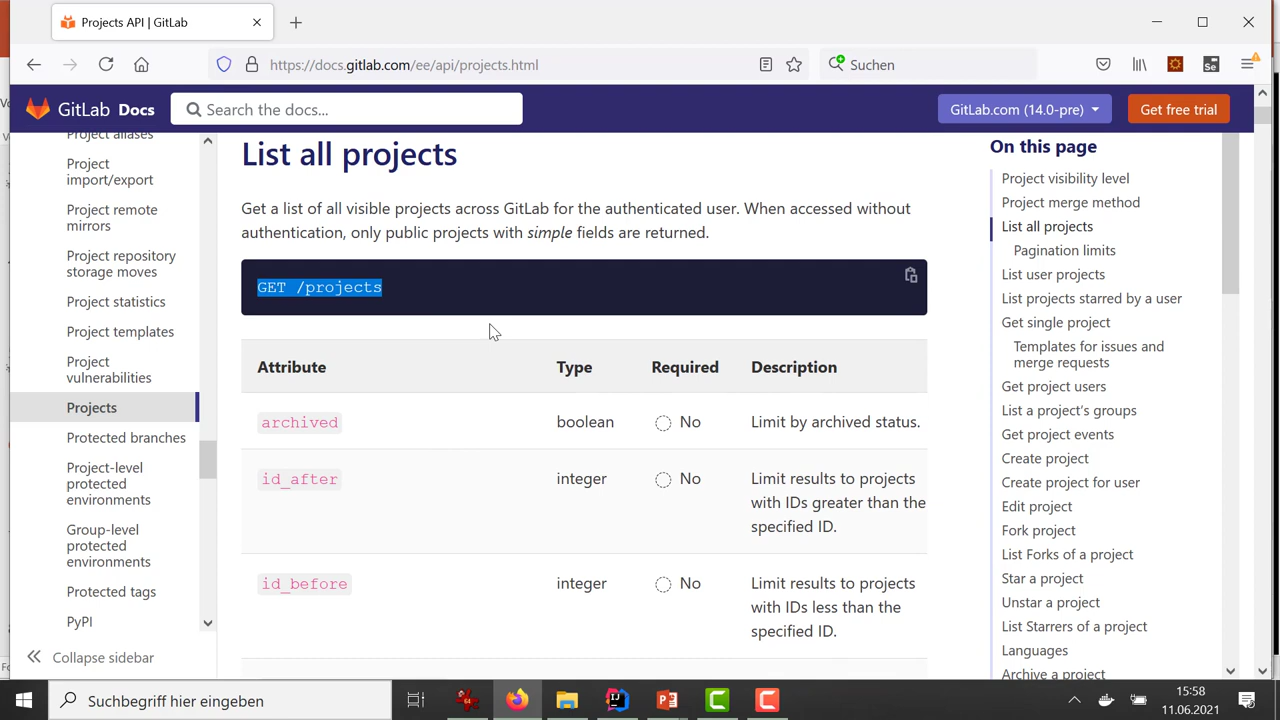 Projects API | GitLab
https://docs.gitlab.com/ee/api/projects.html
Suchen
GitLab Docs
Search the docs...
GitLab.com (14.0-pre)
Get free trial
Project aliases
Project
import/export
Project remote
mirrors
Project repository
storage moves
Project statistics
Project templates
Project
vulnerabilities
Projects
Protected branches
Project-level
protected
environments
Group-level
protected
environments
Protected tags
PyPI
Collapse sidebar
List all projects
Get a list of all visible projects across GitLab for the authenticated user. When accessed without
authentication, only public projects with simple fields are returned.
GET /projects
Attribute Type Required Description
archived boolean No Limit by archived status.
id_after integer No Limit results to projects
with IDs greater than the
specified ID.
id_before integer No Limit results to projects
with IDs less than the
specified ID.
On this page
Project visibility level
Project merge method
List all projects
Pagination limits
List user projects
List projects starred by a user
Get single project
Templates for issues and
merge requests
Get project users
List a project's groups
Get project events
Create project
Create project for user
Edit project
Fork project
List Forks of a project
Star a project
Unstar a project
List Starrers of a project
Languages
Archive a project
Suchbegriff hier eingeben
15:58
11.06.2021